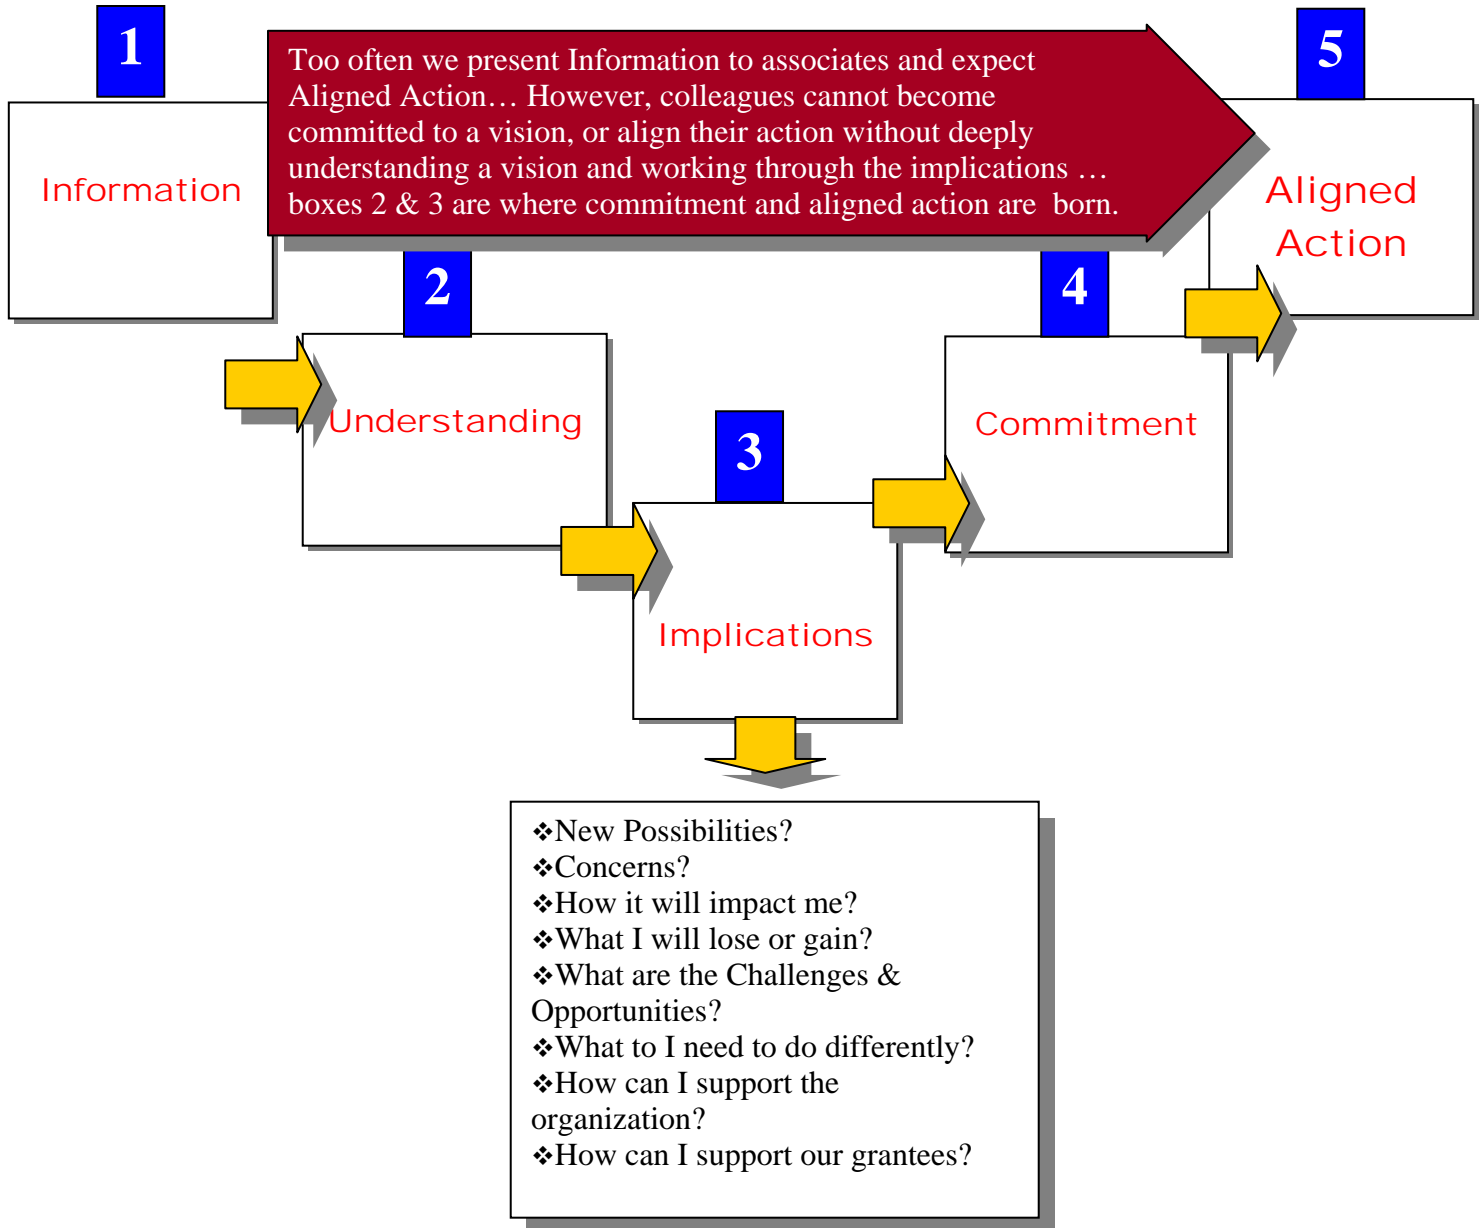 1
Information
Too often we present Information to associates and expect
Aligned Action… However, colleagues cannot become
committed to a vision, or align their action without deeply
understanding a vision and working through the implications …
boxes 2 & 3 are where commitment and aligned action are born.
5
Aligned
Action
2
Understanding
3
Implications
4
Commitment
❖New Possibilities?
❖Concerns?
❖How it will impact me?
❖What I will lose or gain?
❖What are the Challenges &
Opportunities?
❖What to I need to do differently?
❖How can I support the
organization?
❖How can I support our grantees?